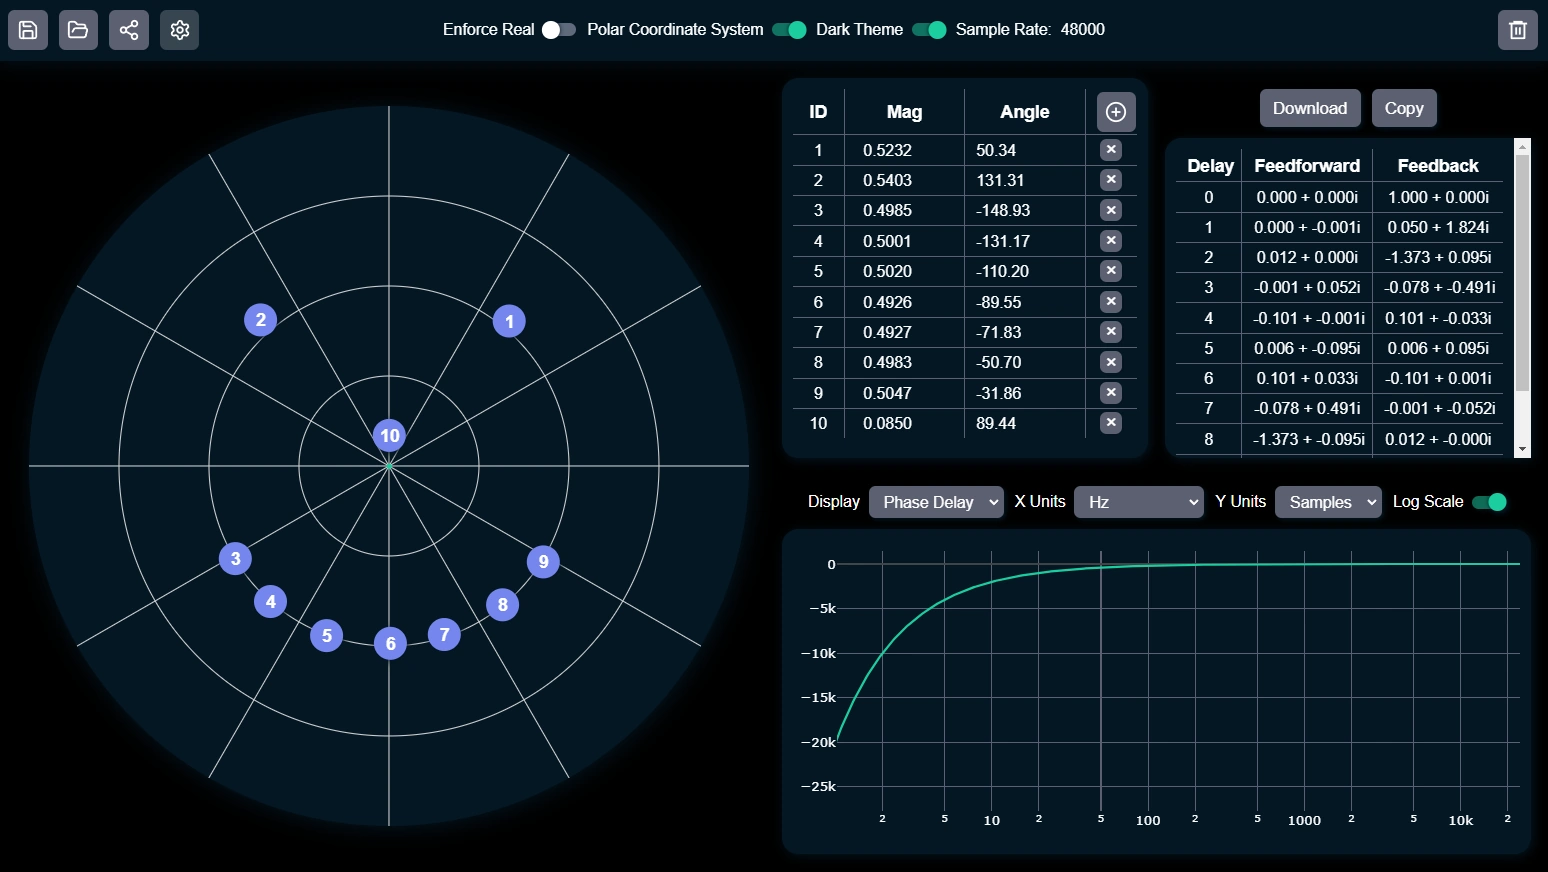 Enforce Real Polar Coordinate System Dark Theme Sample Rate: 48000
2
1
10
3
9
4
8
5
6
7
ID Mag Angle
1 0.5232 50.34
2 0.5403 131.31
3 0.4985 -148.93
4 0.5001 -131.17
5 0.5020 -110.20
6 0.4926 -89.55
7 0.4927 -71.83
8 0.4983 -50.70
9 0.5047 -31.86
10 0.0850 89.44
Download Copy
Delay Feedforward Feedback
0 0.000 + 0.000i 1.000 + 0.000i
1 0.000 + -0.001i 0.050 + 1.824i
2 0.012 + 0.000i -1.373 + 0.095i
3 -0.001 + 0.052i -0.078 + -0.491i
4 -0.101 + -0.001i 0.101 + -0.033i
5 0.006 + -0.095i 0.006 + 0.095i
6 0.101 + 0.033i -0.101 + 0.001i
7 -0.078 + 0.491i -0.001 + -0.052i
8 -1.373 + -0.095i 0.012 + -0.000i
Display Phase Delay X Units Hz Y Units Samples Log Scale
0
−5k
−10k
−15k
−20k
−25k
2 5 10 2 5 100 2 5 1000 2 5 10k 2